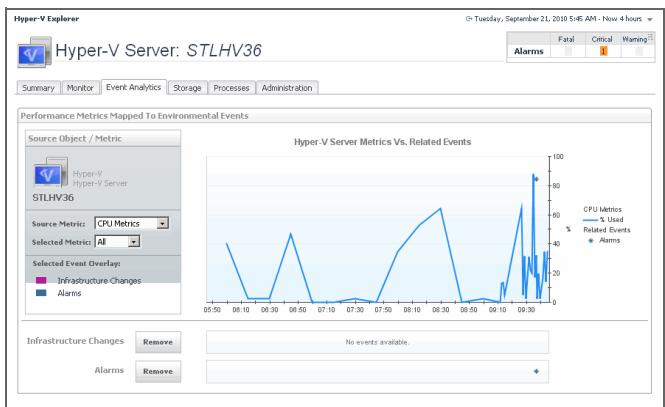 Hyper-V Explorer
Tuesday, September 21, 2010 5:45 AM - Now 4 hours
Hyper-V Server: STLHV36
Fatal Critical Warning
Alarms 1
Summary Monitor Event Analytics Storage Processes Administration
Performance Metrics Mapped To Environmental Events
Source Object / Metric
Hyper-V
Hyper-V Server
STLHV36
Source Metric: CPU Metrics
Selected Metric: All
Selected Event Overlay:
Infrastructure Changes
Alarms
Hyper-V Server Metrics Vs. Related Events
100
80
60
40
20
0
%
05:50 06:10 06:30 06:50 07:10 07:30 07:50 08:10 08:30 08:50 09:10 09:30
CPU Metrics
% Used
Related Events
Alarms
Infrastructure Changes Remove No events available.
Alarms Remove